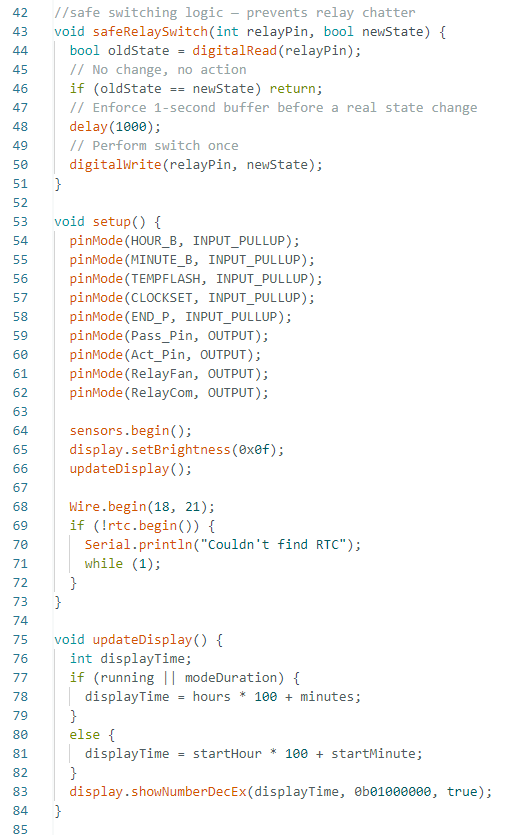 42 //safe switching logic — prevents relay chatter
43 void safeRelaySwitch(int relayPin, bool newState) {
44   bool oldState = digitalRead(relayPin);
45   // No change, no action
46   if (oldState == newState) return;
47   // Enforce 1-second buffer before a real state change
48   delay(1000);
49   // Perform switch once
50   digitalWrite(relayPin, newState);
51 }
52
53 void setup() {
54   pinMode(HOUR_B, INPUT_PULLUP);
55   pinMode(MINUTE_B, INPUT_PULLUP);
56   pinMode(TEMPFLASH, INPUT_PULLUP);
57   pinMode(CLOCKSET, INPUT_PULLUP);
58   pinMode(END_P, INPUT_PULLUP);
59   pinMode(Pass_Pin, OUTPUT);
60   pinMode(Act_Pin, OUTPUT);
61   pinMode(RelayFan, OUTPUT);
62   pinMode(RelayCom, OUTPUT);
63
64   sensors.begin();
65   display.setBrightness(0x0f);
66   updateDisplay();
67
68   Wire.begin(18, 21);
69   if (!rtc.begin()) {
70     Serial.println("Couldn't find RTC");
71     while (1);
72   }
73 }
74
75 void updateDisplay() {
76   int displayTime;
77   if (running || modeDuration) {
78     displayTime = hours * 100 + minutes;
79   }
80   else {
81     displayTime = startHour * 100 + startMinute;
82   }
83   display.showNumberDecEx(displayTime, 0b01000000, true);
84 }
85